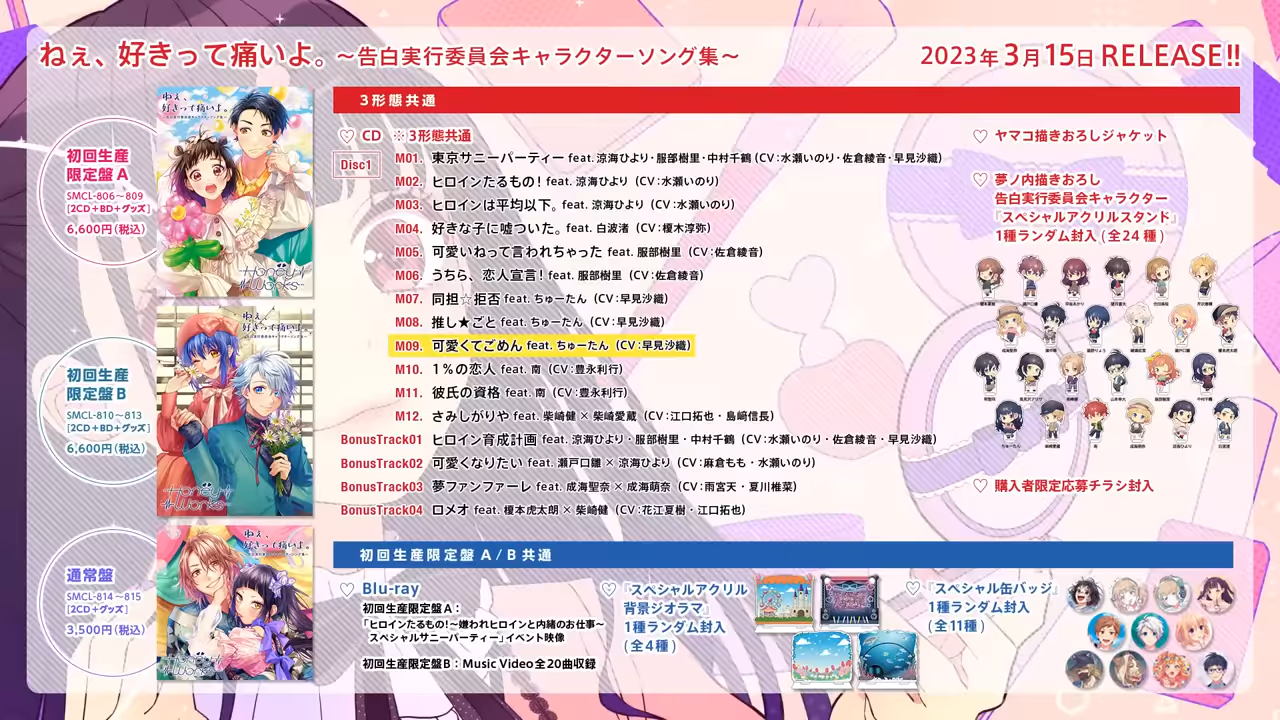 ねぇ、好きって痛いよ。～告白実行委員会キャラクターソング集～
2023年3月15日 RELEASE!!
初回生産
限定盤A
SMCL-806～809
[2CD＋BD＋グッズ]
6,600円(税込)
初回生産
限定盤B
SMCL-810～813
[2CD＋BD＋グッズ]
6,600円(税込)
通常盤
SMCL-814～815
[2CD＋グッズ]
3,500円(税込)
ねぇ、
好きって痛いよ。
HoneyWorks
ねぇ、
好きって痛いよ。
HoneyWorks
ねぇ、
好きって痛いよ。
HoneyWorks
3形態共通
♡ CD ※3形態共通
Disc1
M01. 東京サニーパーティー feat. 涼海ひより・服部樹里・中村千鶴 (CV：水瀬いのり・佐倉綾音・早見沙織)
M02. ヒロインたるもの！ feat. 涼海ひより（CV：水瀬いのり）
M03. ヒロインは平均以下。feat. 涼海ひより（CV：水瀬いのり）
M04. 好きな子に嘘ついた。feat. 白波渚（CV：榎木淳弥）
M05. 可愛いねって言われちゃった feat. 服部樹里（CV：佐倉綾音）
M06. うちら、恋人宣言！ feat. 服部樹里（CV：佐倉綾音）
M07. 同担☆拒否 feat. ちゅーたん（CV：早見沙織）
M08. 推し★ごと feat. ちゅーたん（CV：早見沙織）
M09. 可愛くてごめん feat. ちゅーたん（CV：早見沙織）
M10. 1％の恋人 feat. 南（CV：豊永利行）
M11. 彼氏の資格 feat. 南（CV：豊永利行）
M12. さみしがりや feat. 柴崎健 × 柴崎愛蔵（CV：江口拓也・島﨑信長）
BonusTrack01 ヒロイン育成計画 feat. 涼海ひより・服部樹里・中村千鶴（CV：水瀬いのり・佐倉綾音・早見沙織）
BonusTrack02 可愛くなりたい feat. 瀬戸口雛 × 涼海ひより（CV：麻倉もも・水瀬いのり）
BonusTrack03 夢ファンファーレ feat. 成海聖奈 × 成海萌奈（CV：雨宮天・夏川椎菜）
BonusTrack04 ロメオ feat. 榎本虎太朗 × 柴崎健（CV：花江夏樹・江口拓也）
♡ ヤマコ描きおろしジャケット
♡ 夢ノ内描きおろし
告白実行委員会キャラクター
『スペシャルアクリルスタンド』
1種ランダム封入 (全24種)
♡ 購入者限定応募チラシ封入
初回生産限定盤 A／B 共通
♡ Blu-ray
初回生産限定盤A：
「ヒロインたるもの！～嫌われヒロインと内緒のお仕事～
スペシャルサニーパーティー」イベント映像
初回生産限定盤B：Music Video全20曲収録
♡ 『スペシャルアクリル
背景ジオラマ』
1種ランダム封入
(全4種)
♡ 『スペシャル缶バッジ』
1種ランダム封入
(全11種)